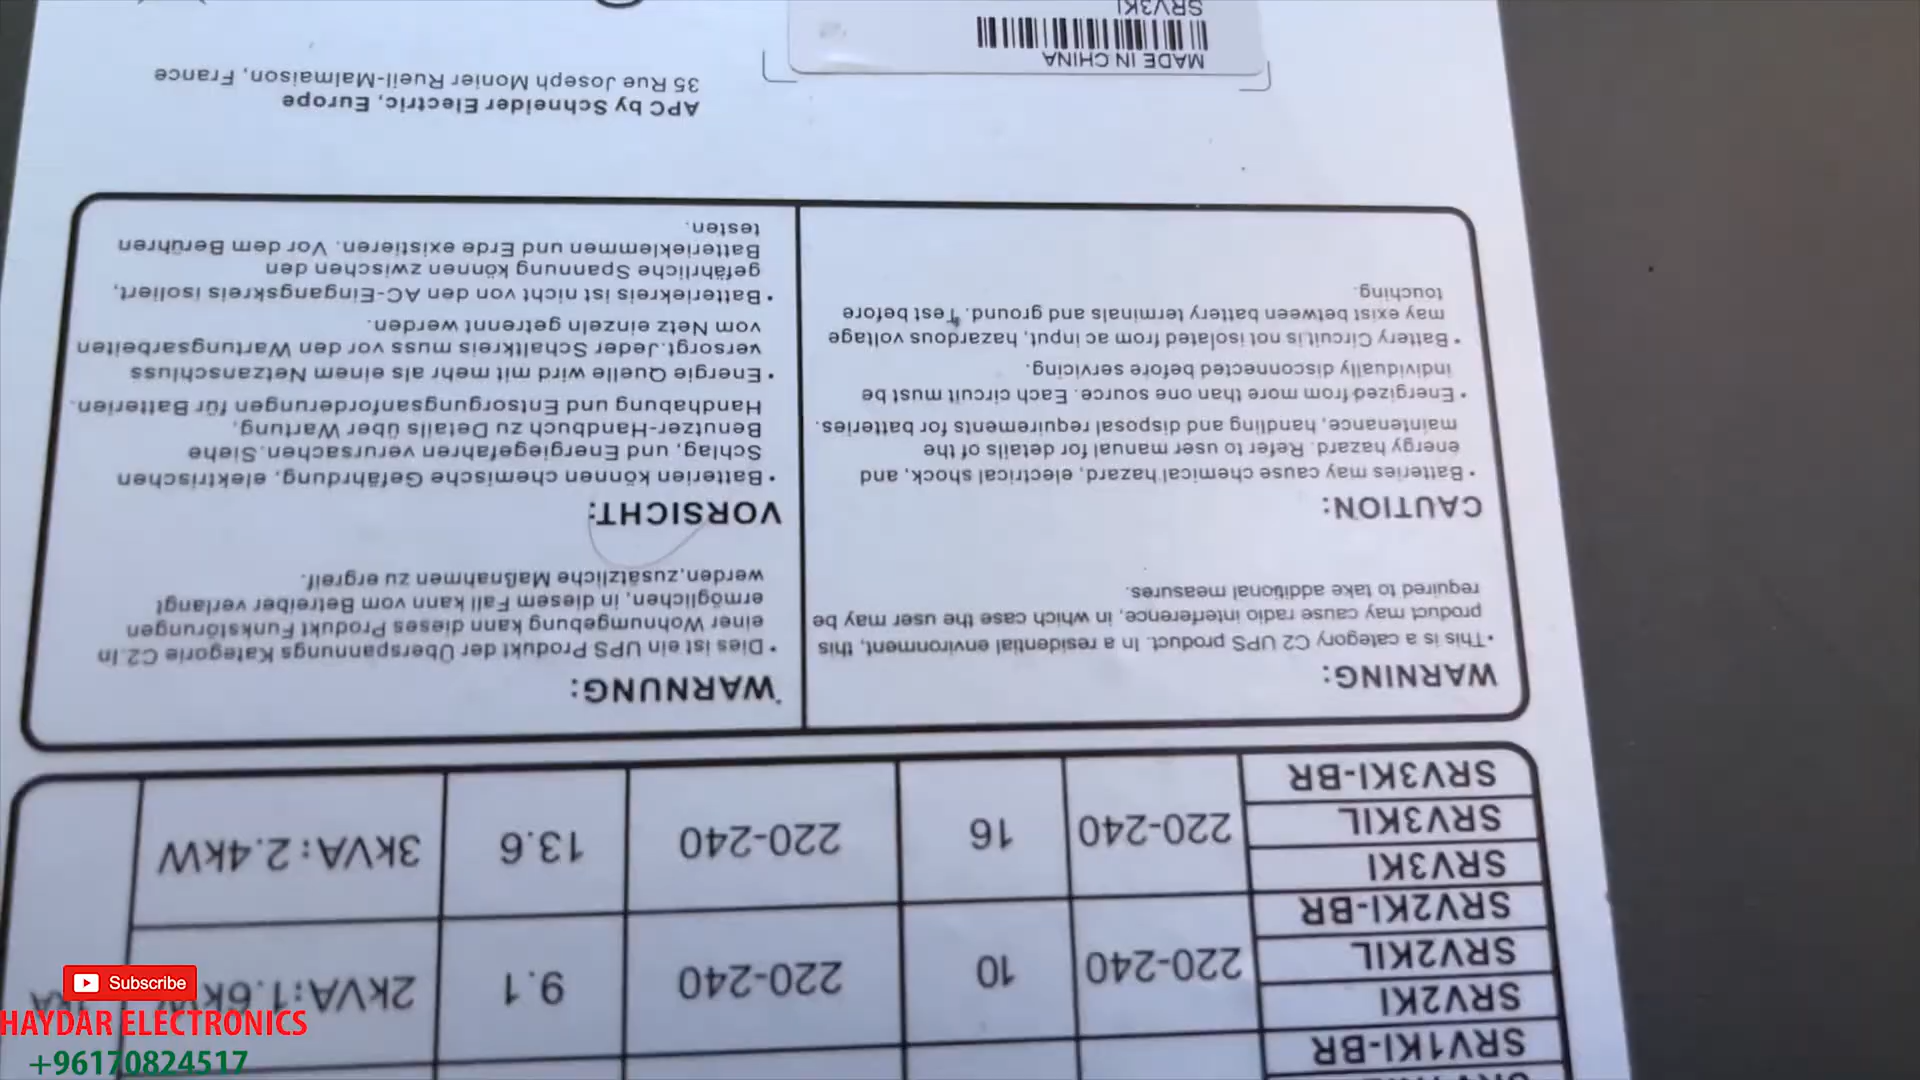 SRV1KI-BR
SRV2KI
SRV2KIL
SRV2KI-BR
220-240
10
220-240
9.1
2kVA:1.6k
SRV3KI
SRV3KIL
SRV3KI-BR
220-240
16
220-240
13.6
3kVA:2.4kW
WARNING:
•This is a category C2 UPS product. In a residential environment, this
product may cause radio interference, in which case the user may be
required to take additional measures.
CAUTION:
•Batteries may cause chemical hazard, electrical shock, and
energy hazard. Refer to user manual for details of the
maintenance, handling and disposal requirements for batteries.
•Energized from more than one source. Each circuit must be
individually disconnected before servicing.
•Battery Circuit is not isolated from ac input, hazardous voltage
may exist between battery terminals and ground. Test before
touching.
WARNUNG:
•Dies ist ein UPS Produkt der Überspannungs Kategorie C2.In
einer Wohnumgebung kann dieses Produkt Funkstörungen
ermöglichen, in diesem Fall kann vom Betreiber verlangt
werden,zusätzliche Maßnahmen zu ergreif.
VORSICHT:
•Batterien können chemische Gefährdung, elektrischen
Schlag, und Energiegefahren verursachen.Siehe
Benutzer-Handbuch zu Details über Wartung,
Handhabung und Entsorgungsanforderungen für Batterien.
•Energie Quelle wird mit mehr als einem Netzanschluss
versorgt.Jeder Schaltkreis muss vor den Wartungsarbeiten
vom Netz einzeln getrennt werden.
•Batteriekreis ist nicht von den AC-Eingangskreis isoliert,
gefährliche Spannung können zwischen den
Batterieklemmen und Erde existieren. Vor dem Berühren
testen.
MADE IN CHINA
SRV3KI
APC by Schneider Electric, Europe
35 Rue Joseph Monier Rueil-Malmaison, France
Subscribe
HAYDAR ELECTRONICS
+96170824517